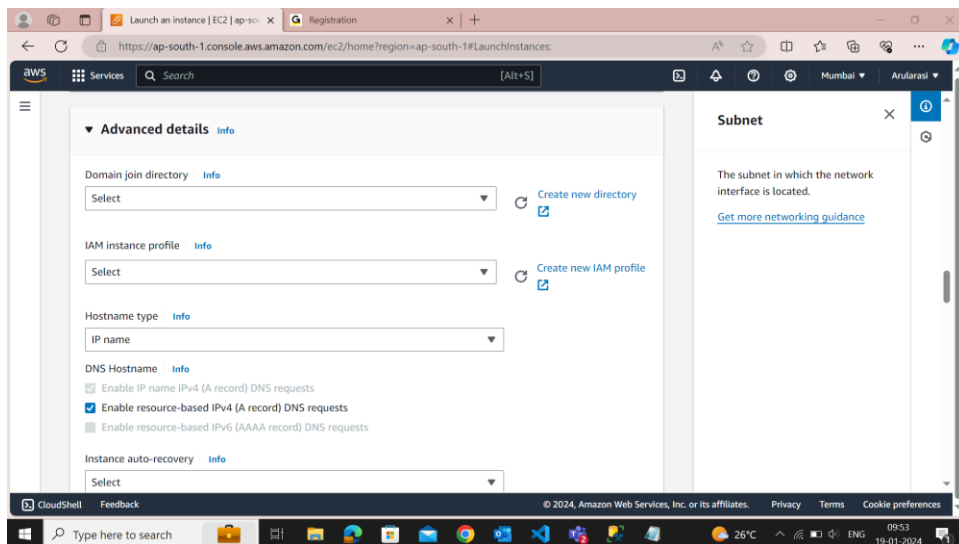 Launch an instance | EC2 | ap-sou
Registration
https://ap-south-1.console.aws.amazon.com/ec2/home?region=ap-south-1#LaunchInstances:
aws
Services
Search
[Alt+S]
Mumbai
Arularasi
Advanced details Info
Domain join directory Info
Select
Create new directory
IAM instance profile Info
Select
Create new IAM profile
Hostname type Info
IP name
DNS Hostname Info
Enable IP name IPv4 (A record) DNS requests
Enable resource-based IPv4 (A record) DNS requests
Enable resource-based IPv6 (AAAA record) DNS requests
Instance auto-recovery Info
Select
Subnet
The subnet in which the network
interface is located.
Get more networking guidance
CloudShell
Feedback
© 2024, Amazon Web Services, Inc. or its affiliates.
Privacy
Terms
Cookie preferences
Type here to search
26°C
ENG
09:53
19-01-2024